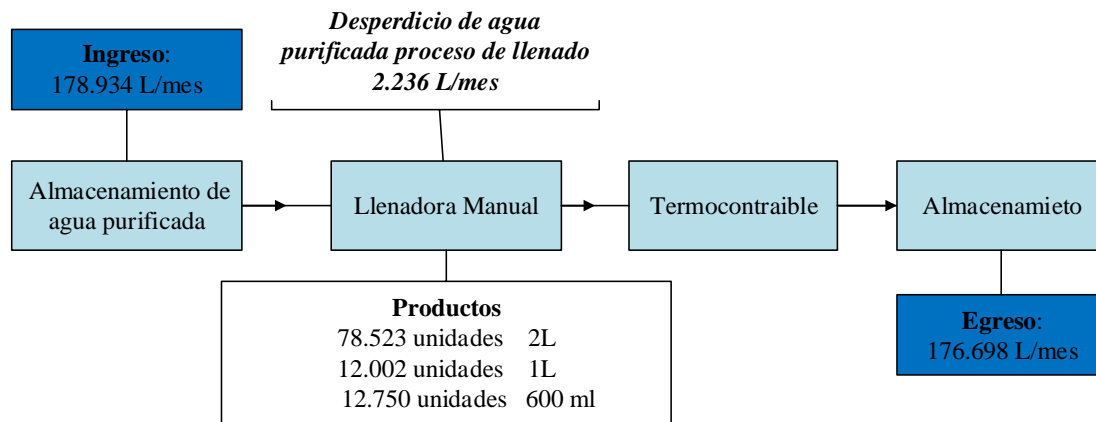 Desperdicio de agua
purificada proceso de llenado
2.236 L/mes
Ingreso:
178.934 L/mes
Almacenamiento de
agua purificada
Llenadora Manual
Termocontraible
Almacenamieto
Productos
78.523 unidades 2L
12.002 unidades 1L
12.750 unidades 600 ml
Egreso:
176.698 L/mes